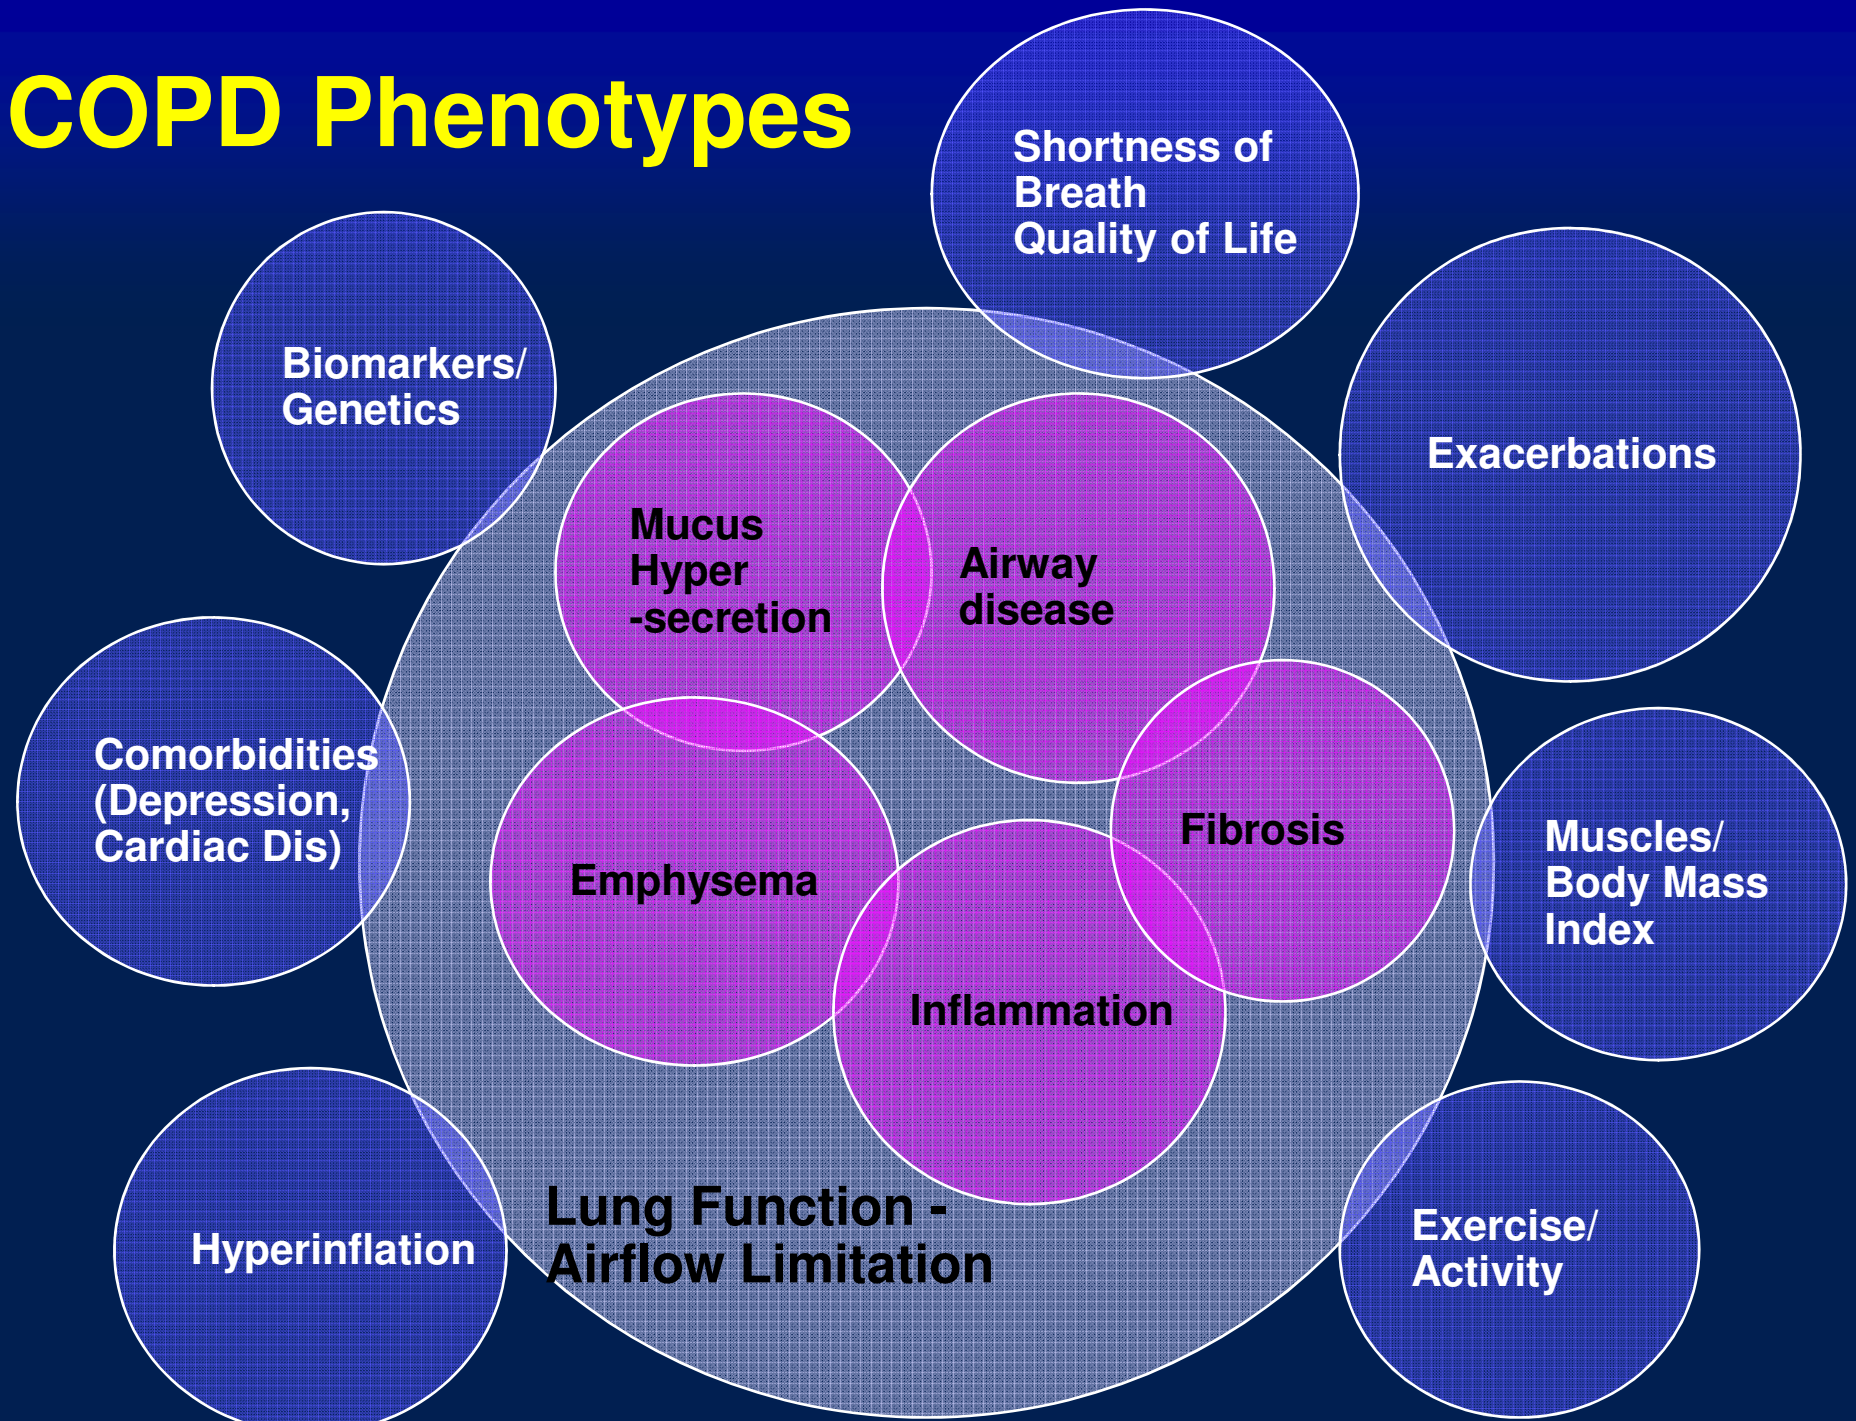 COPD Phenotypes
Shortness of
Breath
Quality of Life
Biomarkers/
Genetics
Exacerbations
Mucus
Hyper
-secretion
Airway
disease
Comorbidities
(Depression,
Cardiac Dis)
Emphysema
Fibrosis
Muscles/
Body Mass
Index
Inflammation
Hyperinflation
Lung Function -
Airflow Limitation
Exercise/
Activity